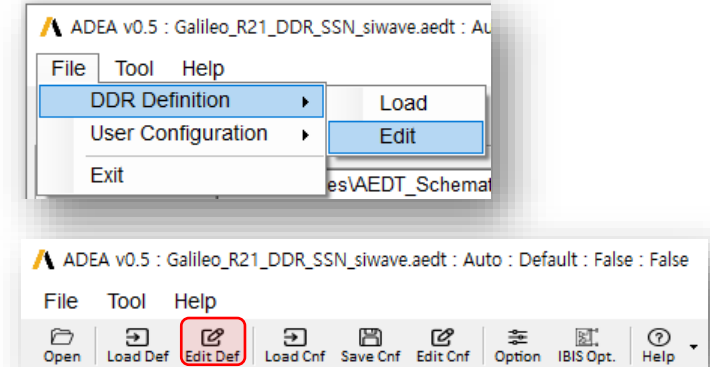 ADEA v0.5 : Galileo_R21_DDR_SSN_siwave.aedt : Au
File Tool Help
DDR Definition Load
User Configuration Edit
Exit
es\AEDT_Schemat
ADEA v0.5 : Galileo_R21_DDR_SSN_siwave.aedt : Auto : Default : False : False
File Tool Help
Open Load Def Edit Def Load Cnf Save Cnf Edit Cnf Option IBIS Opt. Help